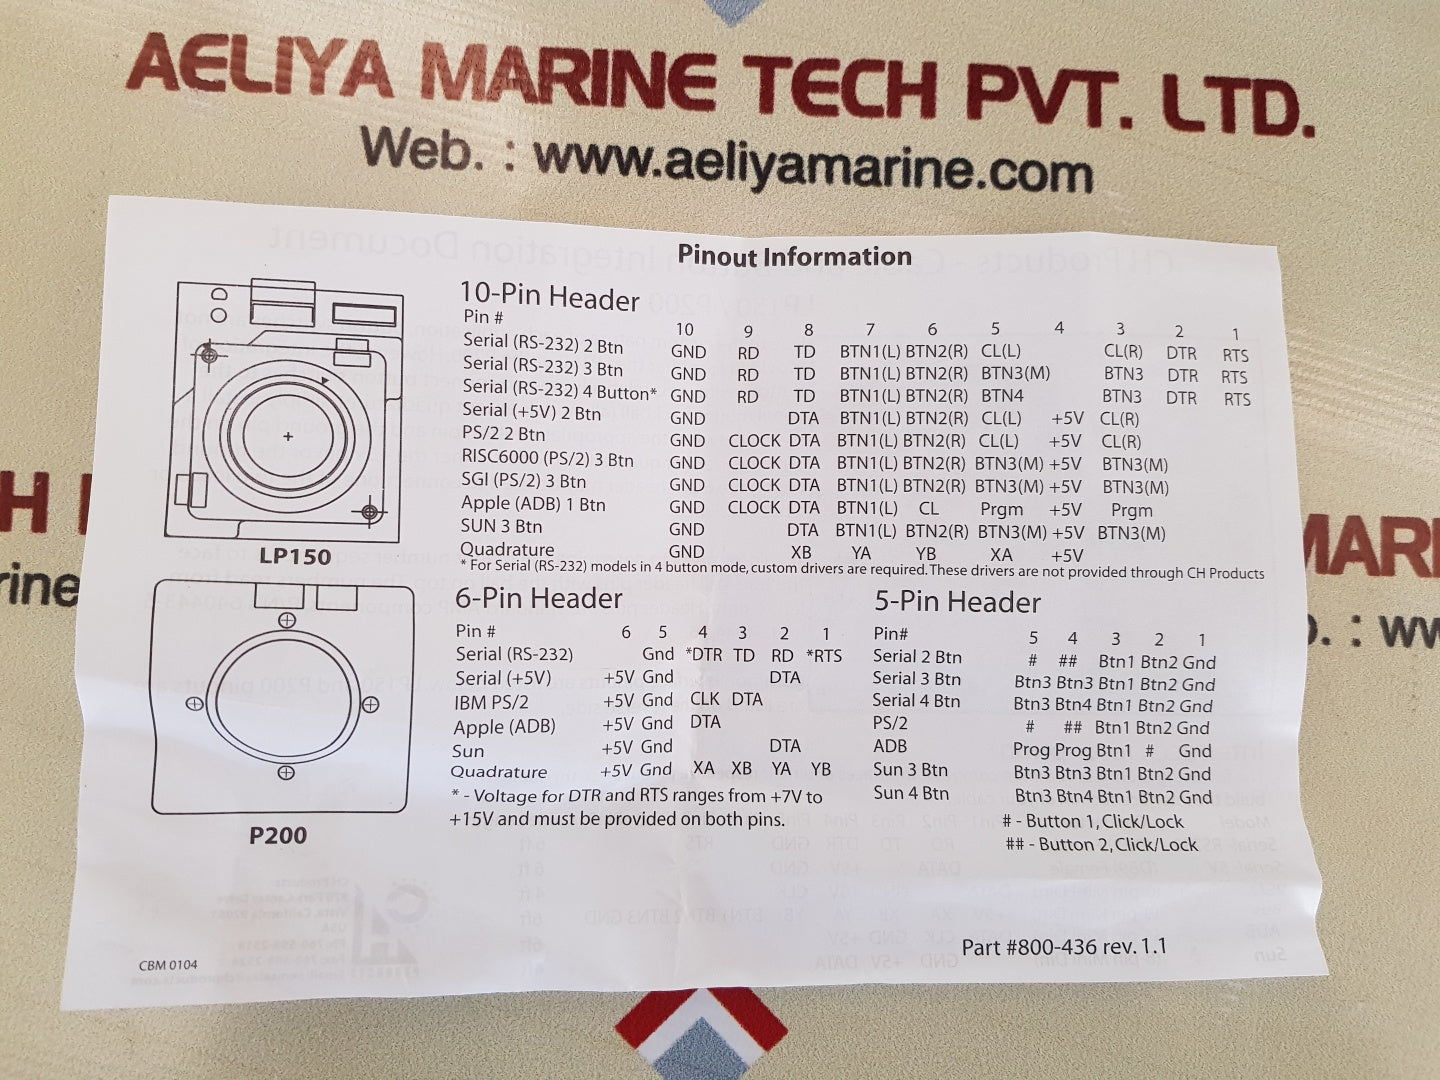 AELIYA MARINE TECH PVT. LTD.
Web. : www.aeliyamarine.com
Pinout Information
10-Pin Header
Pin # 10 9 8 7 6 5 4 3 2 1
Serial (RS-232) 2 Btn GND RD TD BTN1(L) BTN2(R) CL(L) CL(R) DTR RTS
Serial (RS-232) 3 Btn GND RD TD BTN1(L) BTN2(R) BTN3(M) BTN3 DTR RTS
Serial (RS-232) 4 Button* GND RD TD BTN1(L) BTN2(R) BTN4 BTN3 DTR RTS
Serial (+5V) 2 Btn GND DTA BTN1(L) BTN2(R) CL(L) +5V CL(R)
PS/2 2 Btn GND CLOCK DTA BTN1(L) BTN2(R) CL(L) +5V CL(R)
RISC6000 (PS/2) 3 Btn GND CLOCK DTA BTN1(L) BTN2(R) BTN3(M) +5V BTN3(M)
SGI (PS/2) 3 Btn GND CLOCK DTA BTN1(L) BTN2(R) BTN3(M) +5V BTN3(M)
Apple (ADB) 1 Btn GND CLOCK DTA BTN1(L) CL Prgm +5V Prgm
SUN 3 Btn GND DTA BTN1(L) BTN2(R) BTN3(M) +5V BTN3(M)
Quadrature GND XB YA YB XA +5V
* For Serial (RS-232) models in 4 button mode, custom drivers are required. These drivers are not provided through CH Products
LP150
6-Pin Header
Pin # 6 5 4 3 2 1
Serial (RS-232) Gnd *DTR TD RD *RTS
Serial (+5V) +5V Gnd DTA
IBM PS/2 +5V Gnd CLK DTA
Apple (ADB) +5V Gnd DTA
Sun +5V Gnd DTA
Quadrature +5V Gnd XA XB YA YB
* - Voltage for DTR and RTS ranges from +7V to
+15V and must be provided on both pins.
5-Pin Header
Pin# 5 4 3 2 1
Serial 2 Btn # ## Btn1 Btn2 Gnd
Serial 3 Btn Btn3 Btn3 Btn1 Btn2 Gnd
Serial 4 Btn Btn3 Btn4 Btn1 Btn2 Gnd
PS/2 # ## Btn1 Btn2 Gnd
ADB Prog Prog Btn1 # Gnd
Sun 3 Btn Btn3 Btn3 Btn1 Btn2 Gnd
Sun 4 Btn Btn3 Btn4 Btn1 Btn2 Gnd
# - Button 1, Click/Lock
## - Button 2, Click/Lock
P200
CBM 0104
Part #800-436 rev. 1.1